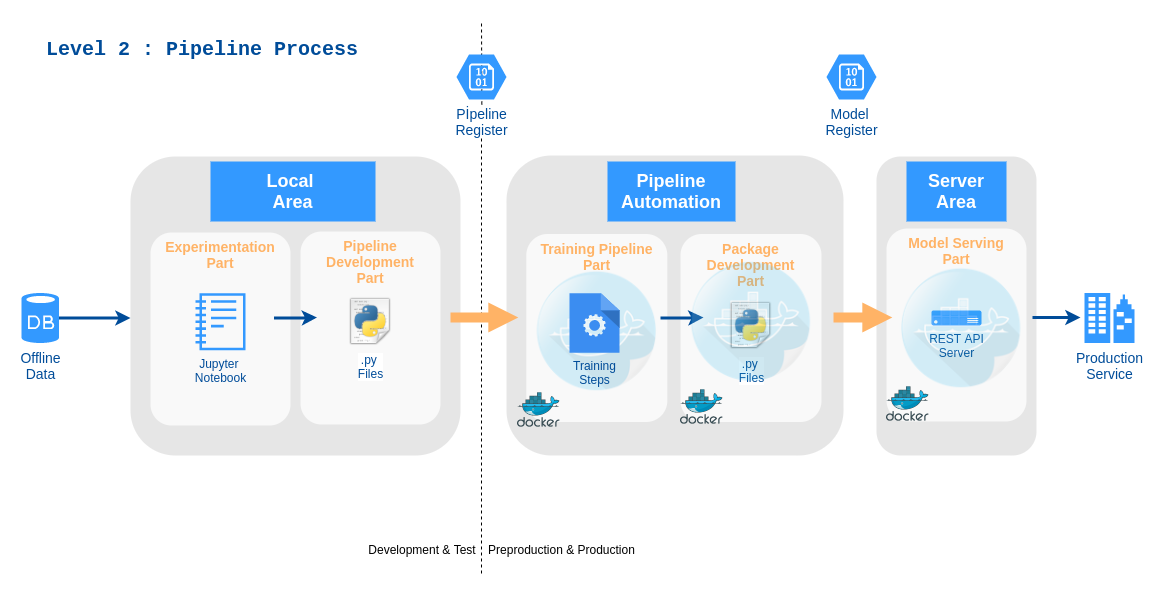 Level 2 : Pipeline Process
10
01
Pipeline
Register
10
01
Model
Register
Local
Area
Pipeline
Automation
Server
Area
Experimentation
Part
Pipeline
Development
Part
Training Pipeline
Part
Package
Development
Part
Model Serving
Part
DB
Offline
Data
Jupyter
Notebook
.py
Files
Training
Steps
.py
Files
REST API
Server
Production
Service
docker
docker
docker
Development & Test
Preproduction & Production